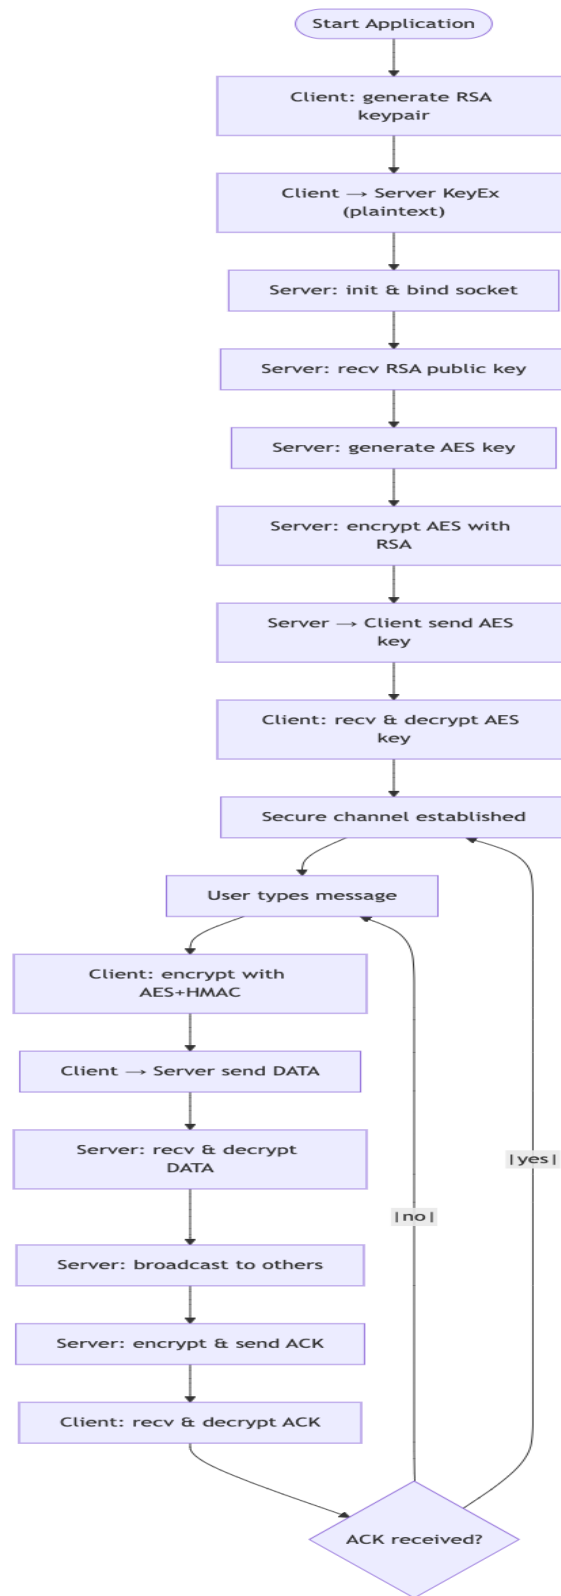 Start Application
Client: generate RSA
keypair
Client → Server KeyEx
(plaintext)
Server: init & bind socket
Server: recv RSA public key
Server: generate AES key
Server: encrypt AES with
RSA
Server → Client send AES
key
Client: recv & decrypt AES
key
Secure channel established
User types message
Client: encrypt with
AES+HMAC
Client → Server send DATA
Server: recv & decrypt
DATA
|yes|
|no|
Server: broadcast to others
Server: encrypt & send ACK
Client: recv & decrypt ACK
ACK received?